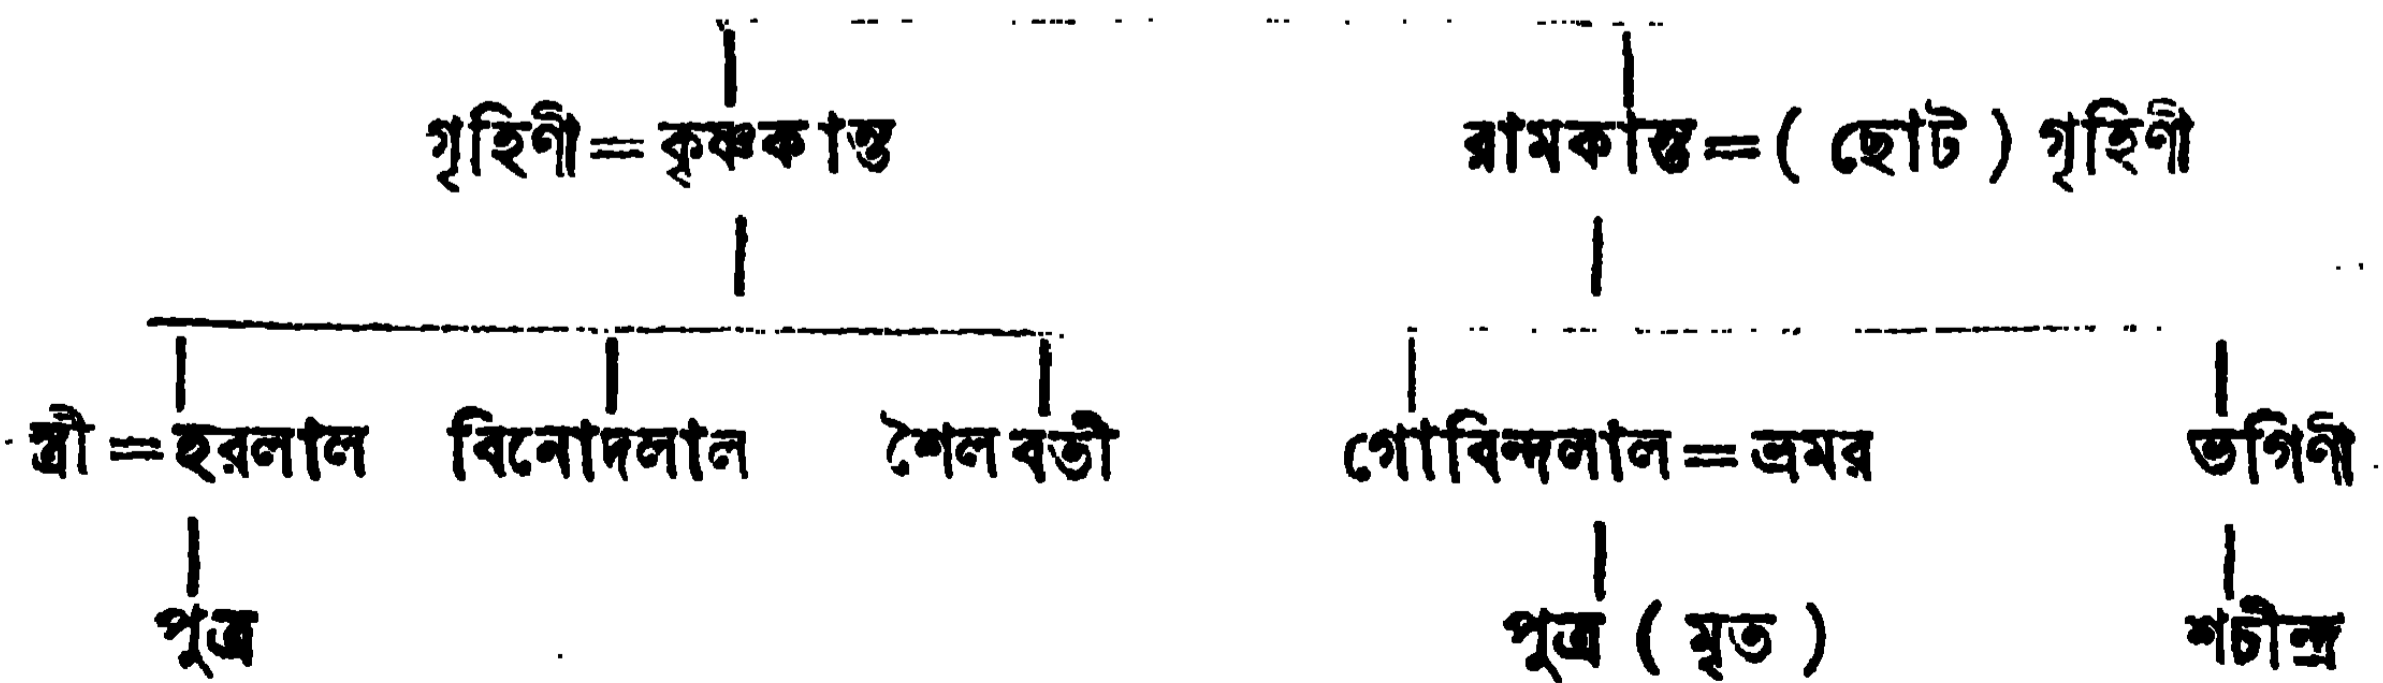 গৃহিণী = কৃষ্ণকান্ত রামকান্ত = ( ছোট ) গৃহিণী
স্ত্রী = হরলাল বিনোদলাল শৈলবতী গোবিন্দলাল = ভ্রমর ভগিণী
পুত্র পুত্র ( মৃত ) শচীন্দ্র